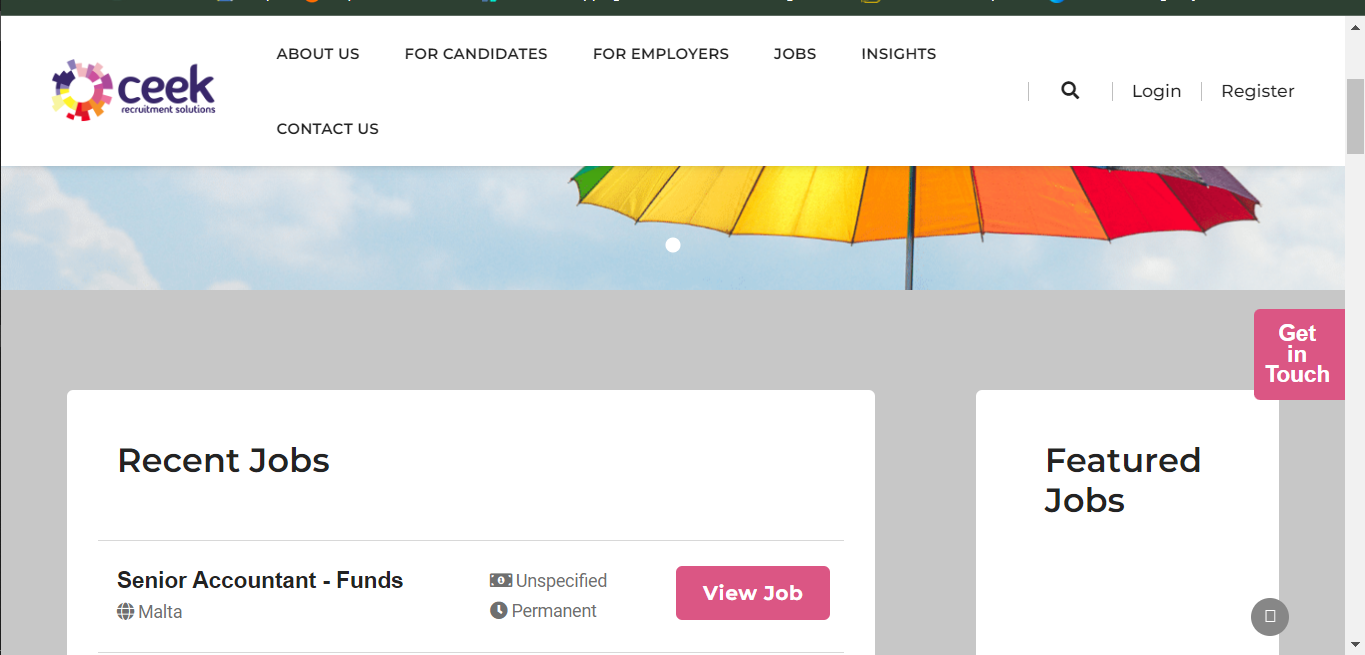 ABOUT US
FOR CANDIDATES
FOR EMPLOYERS
JOBS
INSIGHTS
CONTACT US
ceek
recruitment solutions
Login
Register
Get
in
Touch
Recent Jobs
Featured
Jobs
Senior Accountant - Funds
Malta
Unspecified
Permanent
View Job